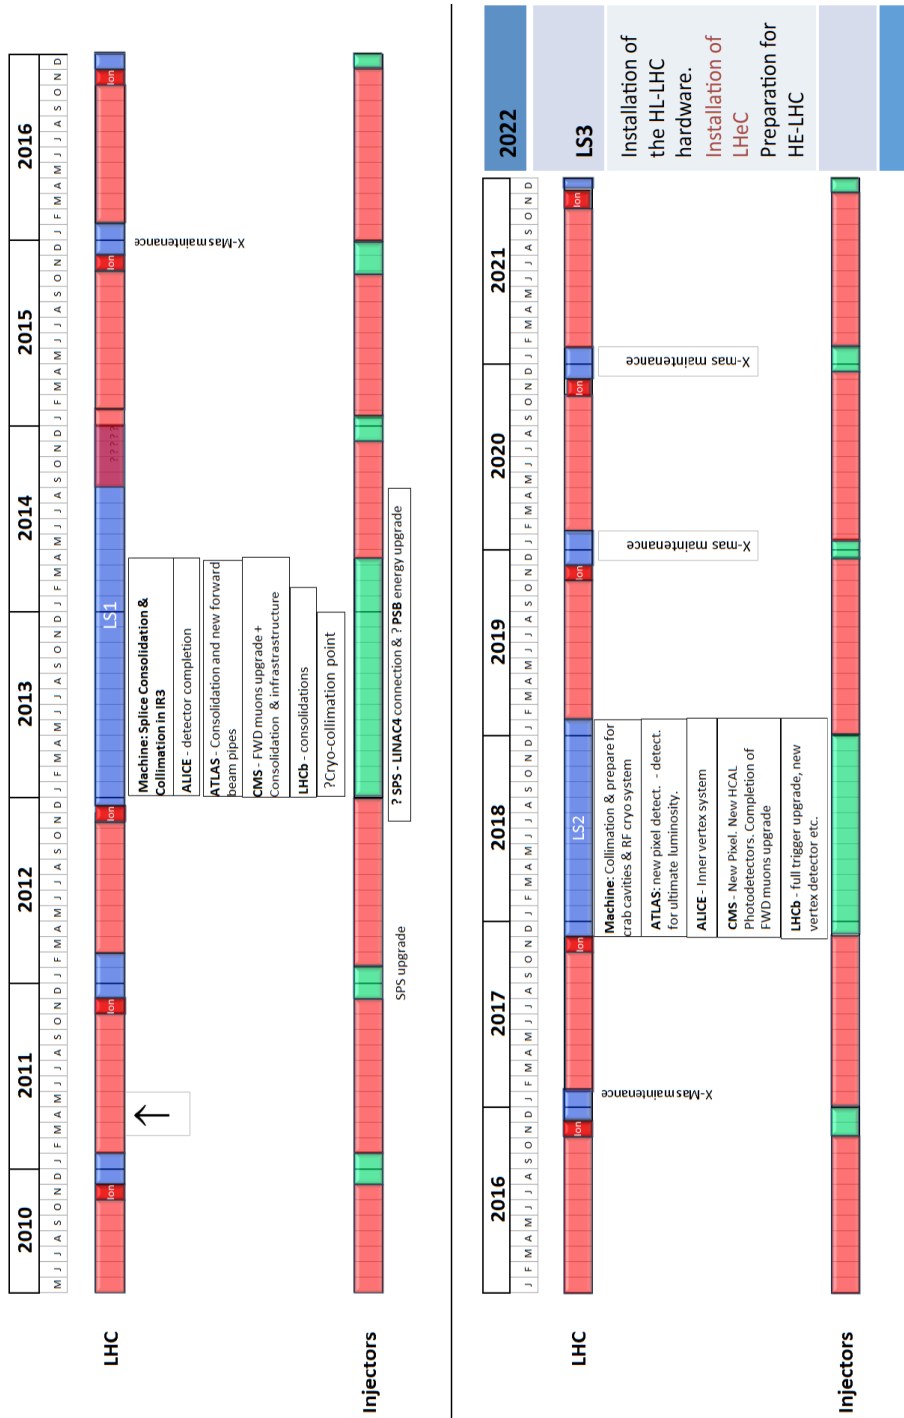 2010 2011 2012 2013 2014 2015 2016
M J J A S O N D J F M A M J J A S O N D J F M A M J J A S O N D J F M A M J J A S O N D J F M A M J J A S O N D J F M A M J J A S O N D J F M A M J J A S O N D
LHC Ion Ion Ion LS1 ? ? ? ? ? Ion Ion
↑
Machine: Splice Consolidation &
Collimation in IR3
ALICE - detector completion
ATLAS - Consolidation and new forward
beam pipes
CMS - FWD muons upgrade +
Consolidation & infrastrastructure
LHCb - consolidations
?Cryo-collimation point
X-Mas maintenance
Injectors
SPS upgrade
? SPS - LINAC4 connection & ? PSB energy upgrade
2016 2017 2018 2019 2020 2021 2022
J F M A M J J A S O N D J F M A M J J A S O N D J F M A M J J A S O N D J F M A M J J A S O N D J F M A M J J A S O N D J F M A M J J A S O N D
LHC Ion Ion LS2 Ion Ion Ion LS3
X-Mas maintenance
Machine: Collimation & prepare for
crab cavities & RF cryo system
ATLAS: new pixel detect. - detect.
for ultimate luminosity.
ALICE - Inner vertex system
CMS - New Pixel. New HCAL
Photodetectors. Completion of
FWD muons upgrade
LHCb - full trigger upgrade, new
vertex detector etc.
X-mas maintenance
X-mas maintenance
Installation of
the HL-LHC
hardware.
Installation of
LHeC
Preparation for
HE-LHC
Injectors